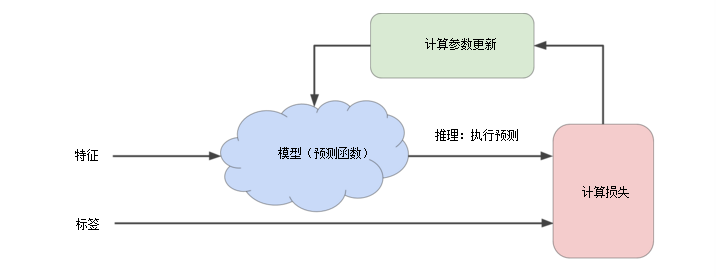 计算参数更新
推理：执行预测
特征
模型（预测函数）
计算损失
标签